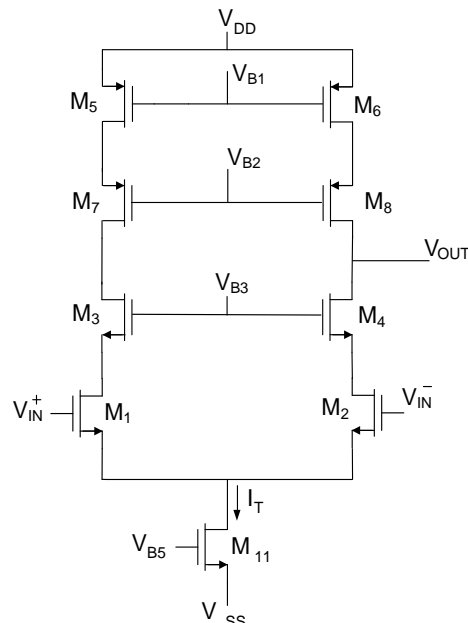 V_DD
M_5 V_B1 M_6
M_7 V_B2 M_8
V_OUT
M_3 V_B3 M_4
V_IN^+ M_1 M_2 V_IN^−
I_T
V_B5 M_11
V_SS